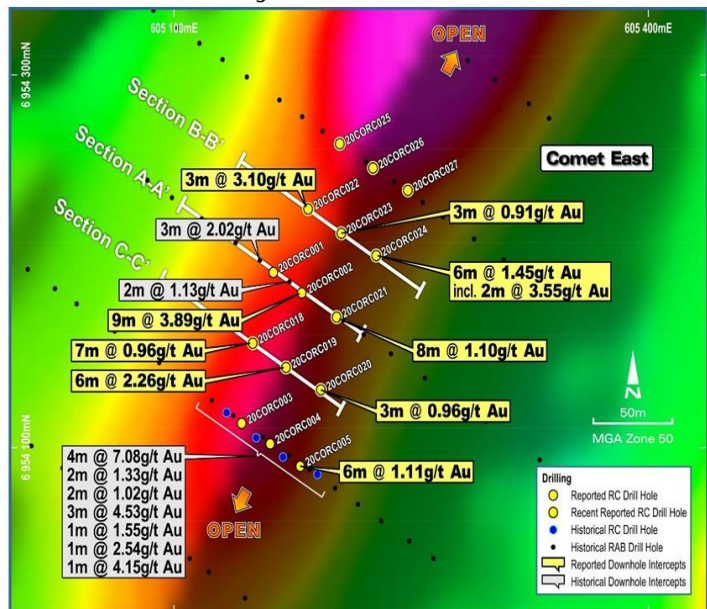 605 100mE
605 400mE
6 954 300mN
OPEN
Section B-B'
Section A-A'
Section C-C'
20CORC025
20CORC026
20CORC027
Comet East
3m @ 3.10g/t Au
20CORC022
20CORC023
20CORC024
3m @ 0.91g/t Au
3m @ 2.02g/t Au
20CORC001
20CORC002
6m @ 1.45g/t Au
incl. 2m @ 3.55g/t Au
2m @ 1.13g/t Au
9m @ 3.89g/t Au
20CORC021
20CORC018
8m @ 1.10g/t Au
7m @ 0.96g/t Au
20CORC019
6m @ 2.26g/t Au
20CORC020
3m @ 0.96g/t Au
N
50m
MGA Zone 50
20CORC003
20CORC004
20CORC005
6 954 100mN
4m @ 7.08g/t Au
2m @ 1.33g/t Au
2m @ 1.02g/t Au
3m @ 4.53g/t Au
1m @ 1.55g/t Au
1m @ 2.54g/t Au
1m @ 4.15g/t Au
6m @ 1.11g/t Au
OPEN
Drilling
Reported RC Drill Hole
Recent Reported RC Drill Hole
Historical RC Drill Hole
Historical RAB Drill Hole
Reported Downhole Intercepts
Historical Downhole Intercepts